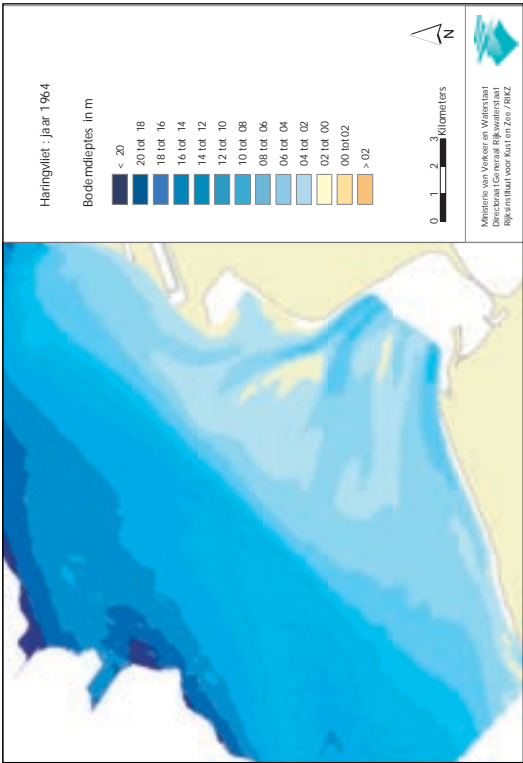 Haringvliet : jaar 1964
Bodemdieptes in m
< 20
20 tot 18
18 tot 16
16 tot 14
14 tot 12
12 tot 10
10 tot 08
08 tot 06
06 tot 04
04 tot 02
02 tot 00
00 tot 02
> 02
N
0 1 2 3 Kilometers
Ministerie van Verkeer en Waterstaat
Directoraat Generaal Rijkswaterstaat
Rijksinstituut voor Kust en Zee / RIKZ